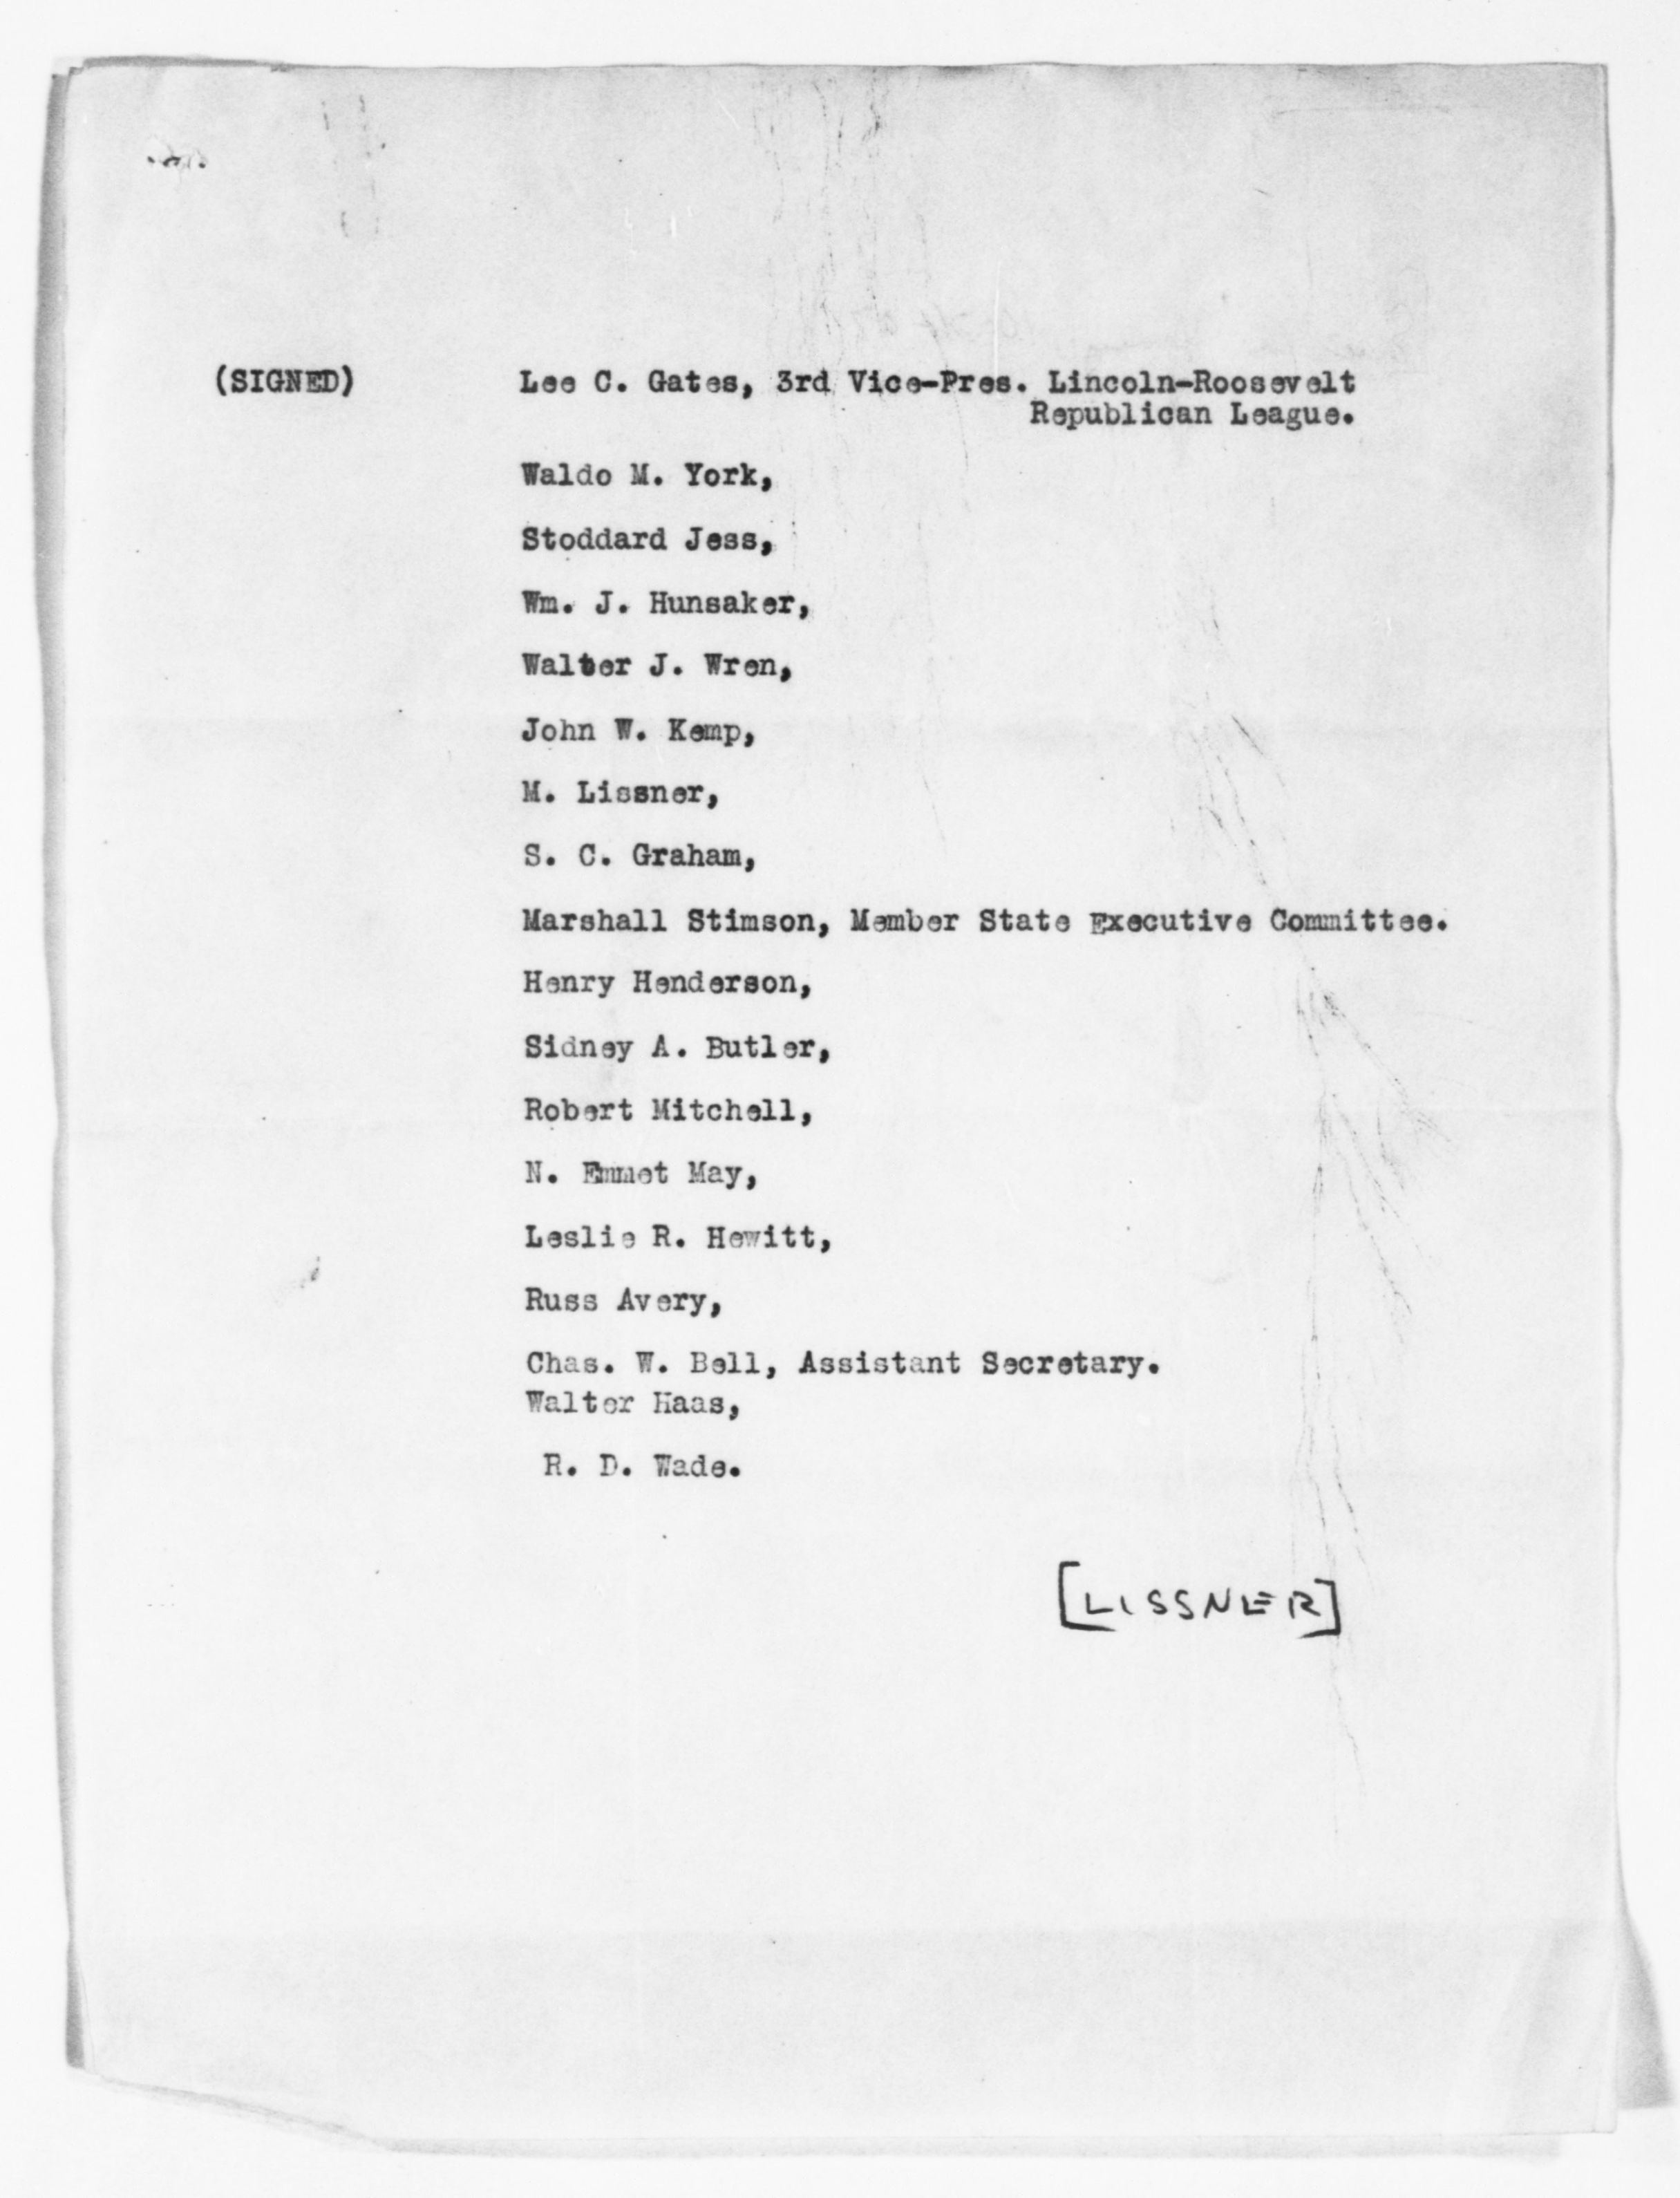 (SIGNED) Lee C. Gates, 3rd Vice-Pres. Lincoln-Roosevelt
Republican League.
Waldo M. York,
Stoddard Jess,
Wm. J. Hunsaker,
Walter J. Wren,
John W. Kemp,
M. Lissner,
S. C. Graham,
Marshall Stimson, Member State Executive Committee.
Henry Henderson,
Sidney A. Butler,
Robert Mitchell,
N. Emmet May,
Leslie R. Hewitt,
Russ Avery,
Chas. W. Bell, Assistant Secretary.
Walter Haas,
R. D. Wade.
[LISSNER]